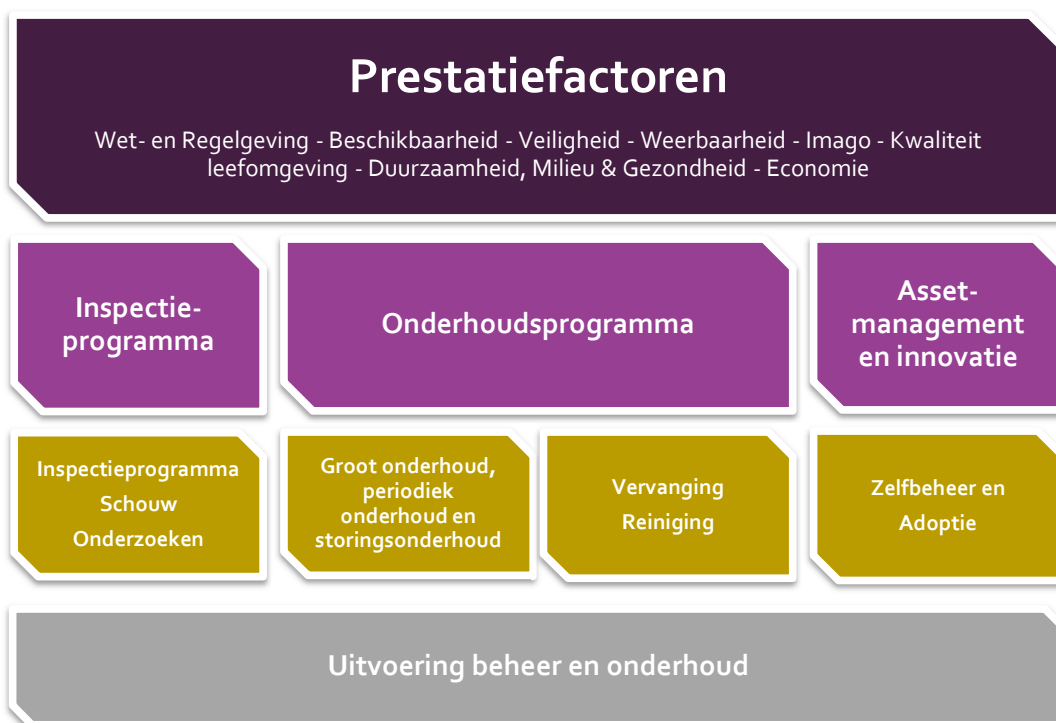 Prestatiefactoren
Wet- en Regelgeving - Beschikbaarheid - Veiligheid - Weerbaarheid - Imago - Kwaliteit
leefomgeving - Duurzaamheid, Milieu & Gezondheid - Economie
Inspectie-
programma
Onderhoudsprogramma
Asset-
management
en innovatie
Inspectieprogramma
Schouw
Onderzoeken
Groot onderhoud,
periodiek
onderhoud en
storingsonderhoud
Vervanging
Reiniging
Zelfbeheer en
Adoptie
Uitvoering beheer en onderhoud